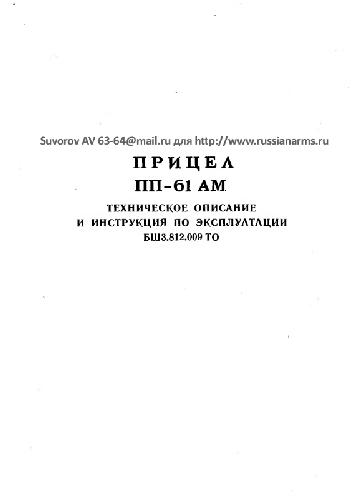 Suvorov AV 63-64@mail.ru для http://www.russianarms.ru
ПРИЦЕЛ
ПП-61 АМ
ТЕХНИЧЕСКОЕ ОПИСАНИЕ
И ИНСТРУКЦИЯ ПО ЭКСПЛУАТАЦИИ
БШ3.812.009 ТО